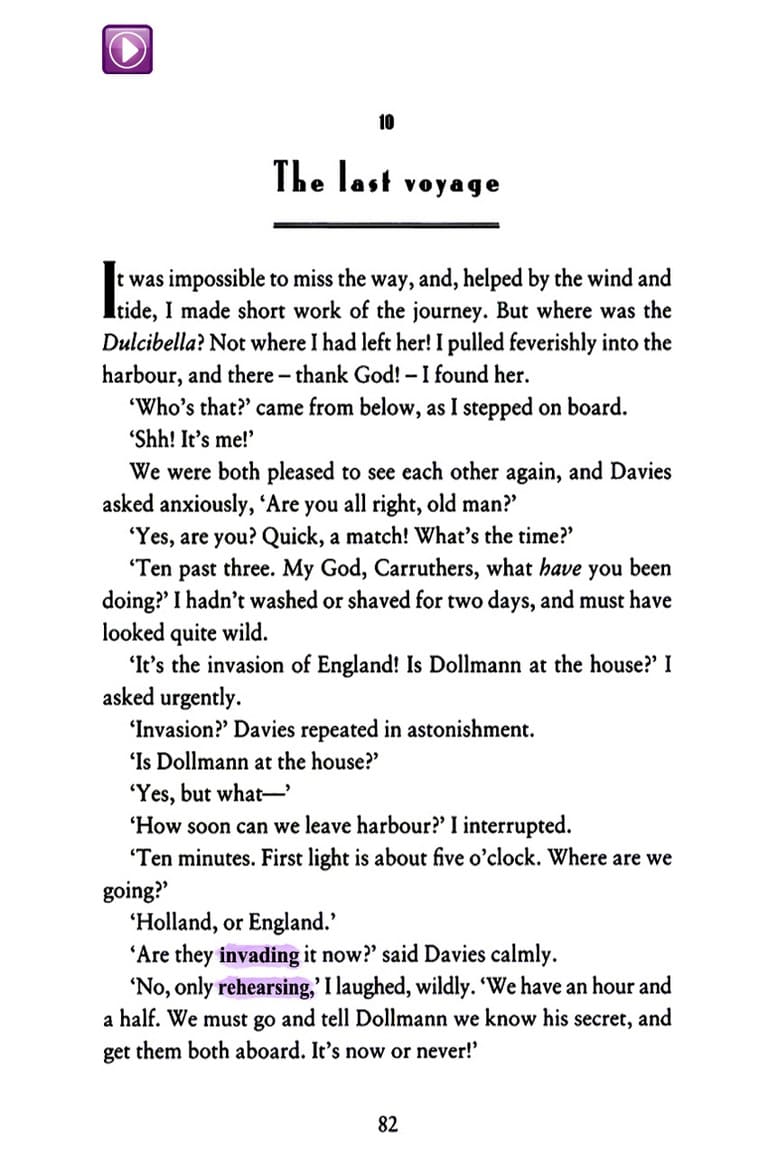 10
The last voyage
It was impossible to miss the way, and, helped by the wind and
tide, I made short work of the journey. But where was the
Dulcibella? Not where I had left her! I pulled feverishly into the
harbour, and there – thank God! – I found her.
‘Who’s that?’ came from below, as I stepped on board.
‘Shh! It’s me!’
We were both pleased to see each other again, and Davies
asked anxiously, ‘Are you all right, old man?’
‘Yes, are you? Quick, a match! What’s the time?’
‘Ten past three. My God, Carruthers, what have you been
doing?’ I hadn’t washed or shaved for two days, and must have
looked quite wild.
‘It’s the invasion of England! Is Dollmann at the house?’ I
asked urgently.
‘Invasion?’ Davies repeated in astonishment.
‘Is Dollmann at the house?’
‘Yes, but what—’
‘How soon can we leave harbour?’ I interrupted.
‘Ten minutes. First light is about five o’clock. Where are we
going?’
‘Holland, or England.’
‘Are they invading it now?’ said Davies calmly.
‘No, only rehearsing,’ I laughed, wildly. ‘We have an hour and
a half. We must go and tell Dollmann we know his secret, and
get them both aboard. It’s now or never!’
82